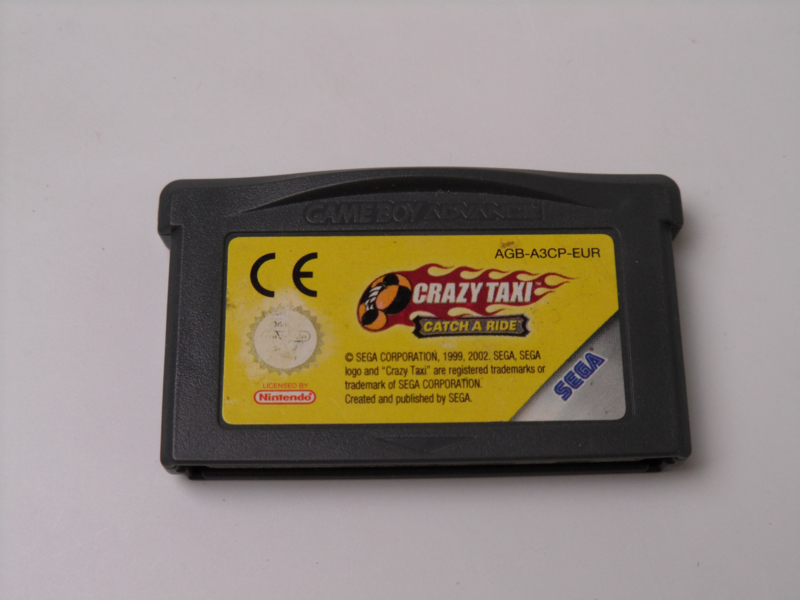 GAME BOY ADVANCE
AGB-A3CP-EUR
CE
CRAZY TAXI™
CATCH A RIDE
© SEGA CORPORATION, 1999, 2002. SEGA, SEGA
logo and “Crazy Taxi” are registered trademarks or
trademark of SEGA CORPORATION.
Created and published by SEGA.
LICENSED BY
Nintendo
SEGA